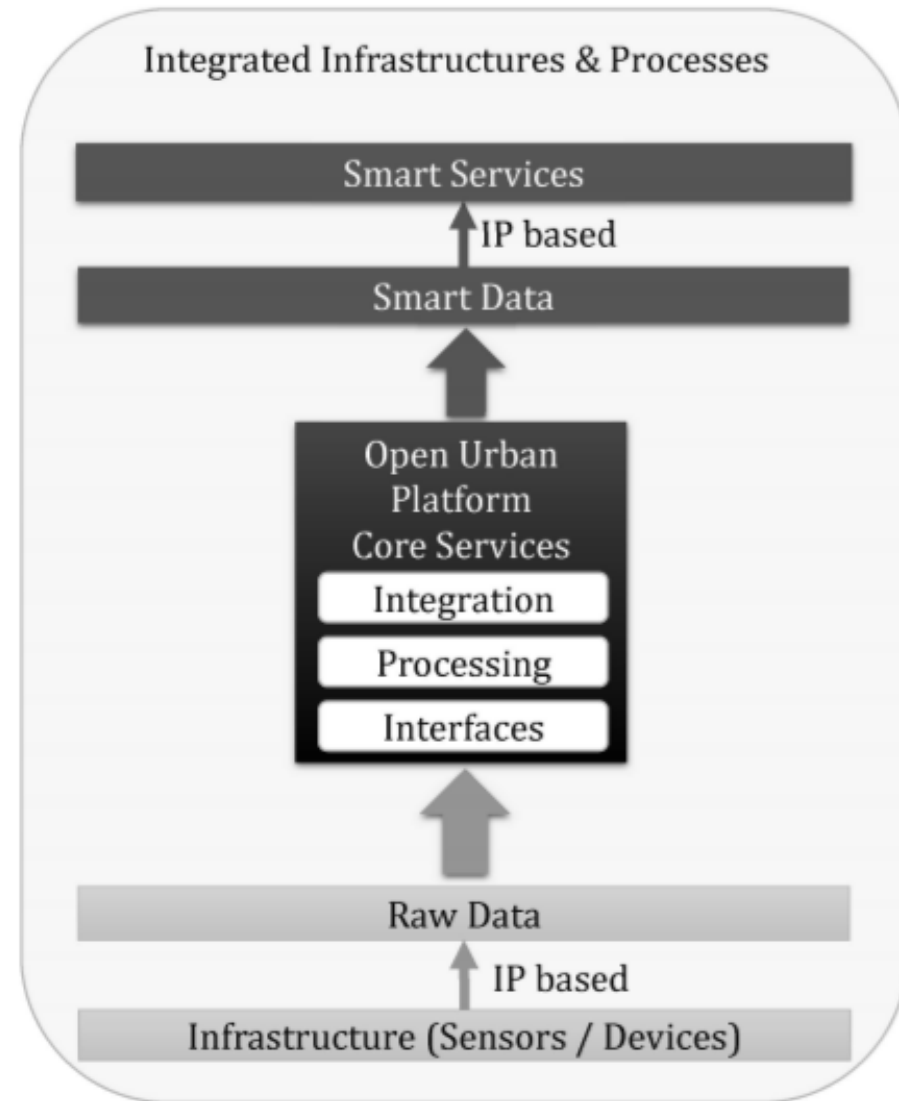 Integrated Infrastructures & Processes
Smart Services
IP based
Smart Data
Open Urban
Platform
Core Services
Integration
Processing
Interfaces
Raw Data
IP based
Infrastructure (Sensors / Devices)